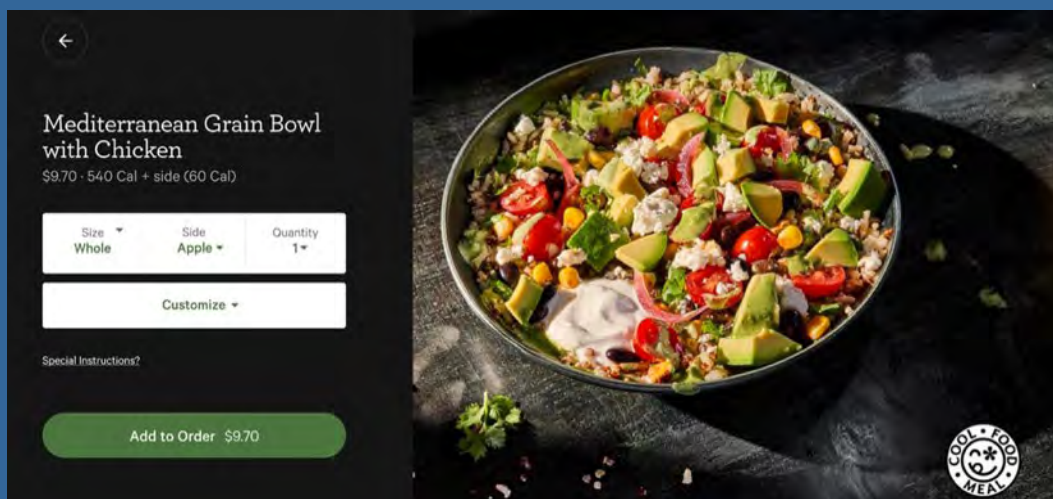 Mediterranean Grain Bowl
with Chicken
$9.70 · 540 Cal + side (60 Cal)
Size Side Quantity
Whole Apple 1
Customize
Special Instructions?
Add to Order $9.70
COOL • FOOD
MEAL